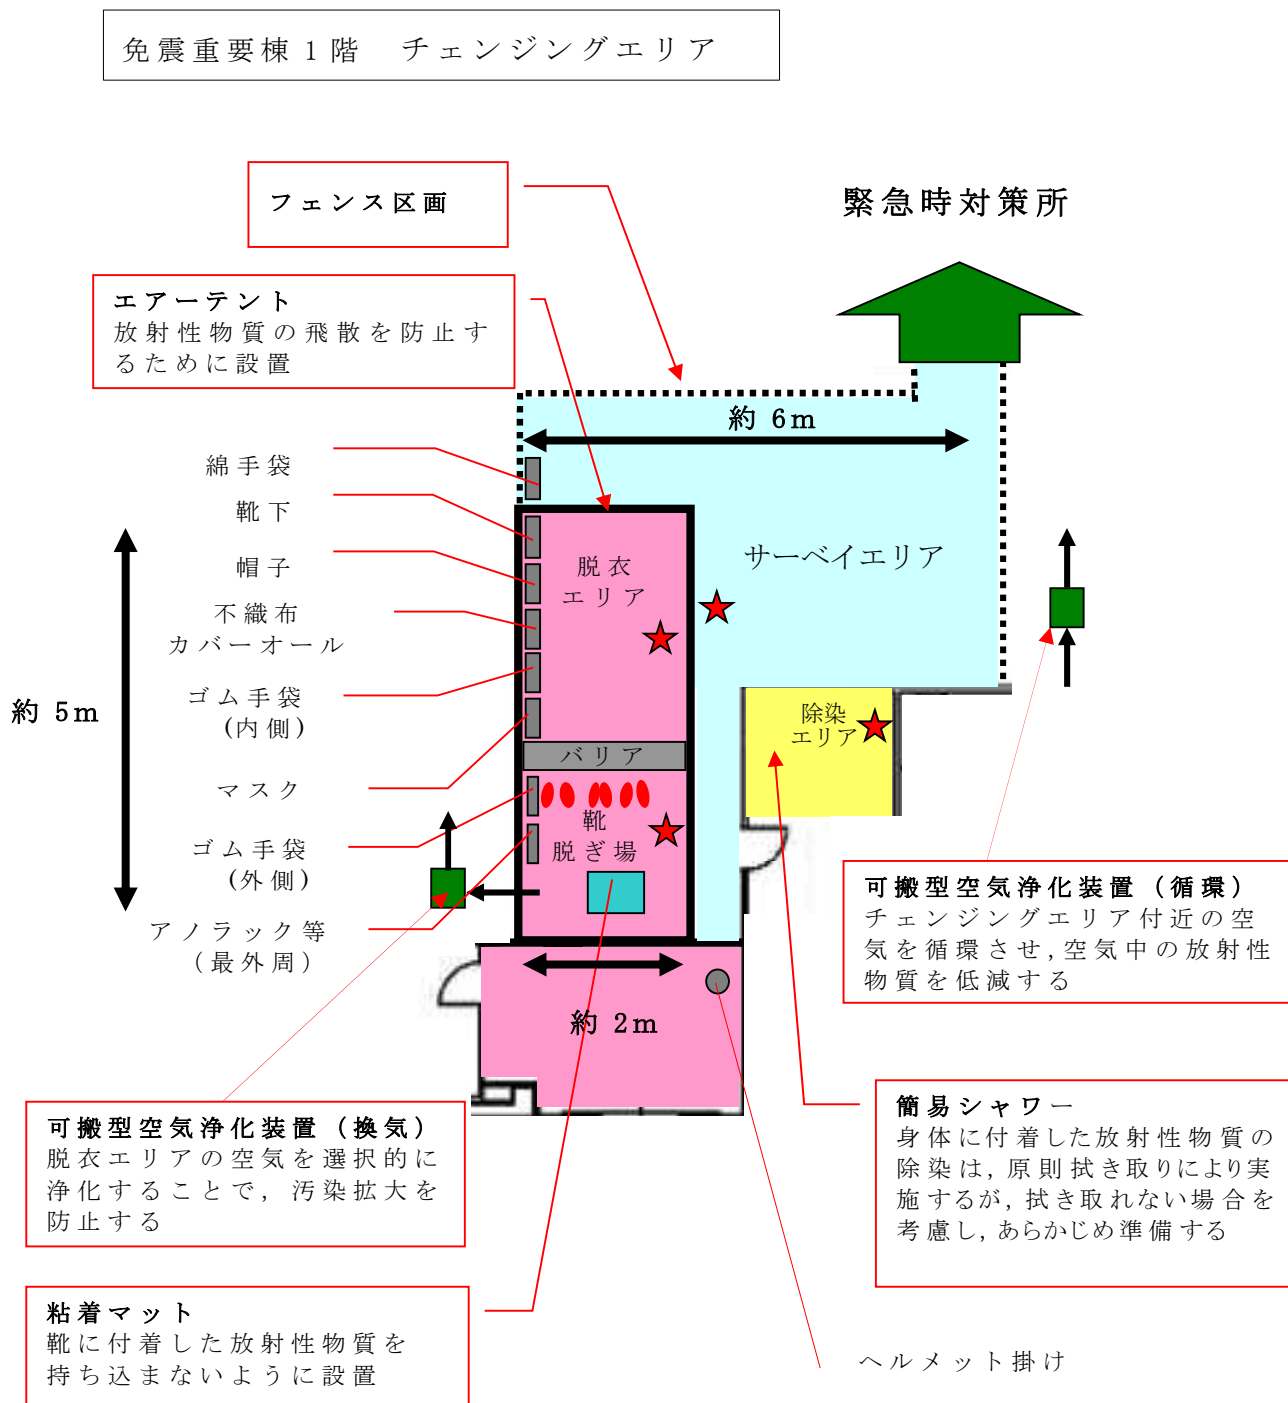 免震重要棟1階　チェンジングエリア
フェンス区画
緊急時対策所
エアーテント
放射性物質の飛散を防止す
るために設置
約 6m
綿手袋
靴下
帽子
不織布
カバーオール
ゴム手袋
(内側)
マスク
ゴム手袋
(外側)
アノラック等
（最外周）
約 5m
脱衣
エリア
サーベイエリア
除染
エリア
バリア
靴
脱ぎ場
約 2m
可搬型空気浄化装置（循環）
チェンジングエリア付近の空
気を循環させ,空気中の放射性
物質を低減する
可搬型空気浄化装置（換気）
脱衣エリアの空気を選択的に
浄化することで，汚染拡大を
防止する
簡易シャワー
身体に付着した放射性物質の
除染は,原則拭き取りにより実
施するが,拭き取れない場合を
考慮し,あらかじめ準備する
粘着マット
靴に付着した放射性物質を
持ち込まないように設置
ヘルメット掛け